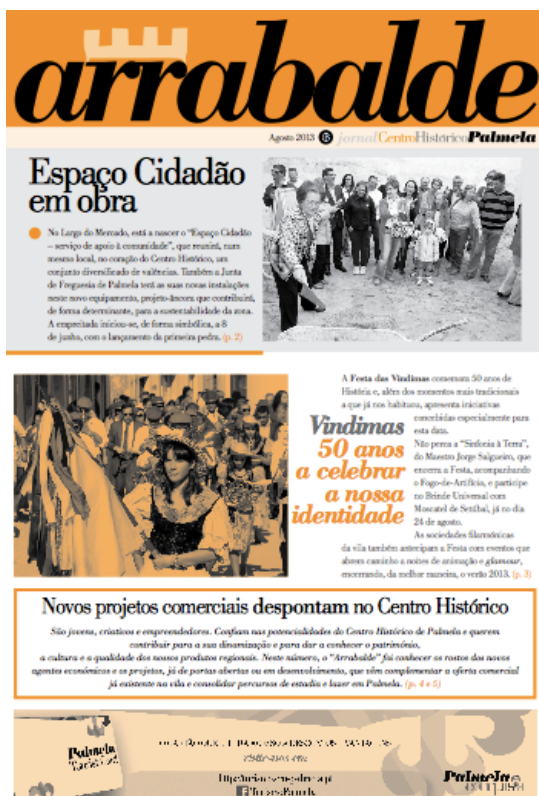 arrabalde
Agosto 2013
jornalCentroHistóricoPalmela
Espaço Cidadão
em obra
No Largo do Mercado, está a nascer o “Espaço Cidadão
– serviço de apoio à comunidade”, que reunirá, num
mesmo local, no coração do Centro Histórico, um
conjunto diversificado de valências. Também a Junta
de Freguesia de Palmela terá as suas novas instalações
neste novo equipamento, projeto-âncora que contribuirá,
de forma determinante, para a sustentabilidade da zona.
A empreitada iniciou-se, de forma simbólica, a 8
de junho, com o lançamento da primeira pedra. (p. 2)
A Festa das Vindimas comemora 50 anos de
História e, além dos momentos mais tradicionais
a que já nos habituou, apresenta iniciativas
concebidas especialmente para
esta data.
Não perca a “Sinfonia à Terra”,
do Maestro Jorge Salgueiro, que
encerra a Festa, acompanhando
o Fogo-de-Artifício, e participe
no Brinde Universal com
Moscatel de Setúbal, já no dia
24 de agosto.
As sociedades filarmónicas
da vila também antecipam a Festa com eventos que
abrem caminho a noites de animação e glamour,
encerrando, da melhor maneira, o verão 2013. (p. 3)
Vindimas
50 anos
a celebrar
a nossa
identidade
Novos projetos comerciais despontam no Centro Histórico
São jovens, criativos e empreendedores. Confiam nas potencialidades do Centro Histórico de Palmela e querem
contribuir para a sua dinamização e para dar a conhecer o património,
a cultura e a qualidade dos nossos produtos regionais. Neste número, o “Arrabalde” foi conhecer os rostos dos novos
agentes económicos e os projetos, já de portas abertas ou em desenvolvimento, que vêm complementar a oferta comercial
já existente na vila e consolidar percursos de estadia e lazer em Palmela. (p. 4 e 5)
Palmela
Palmela